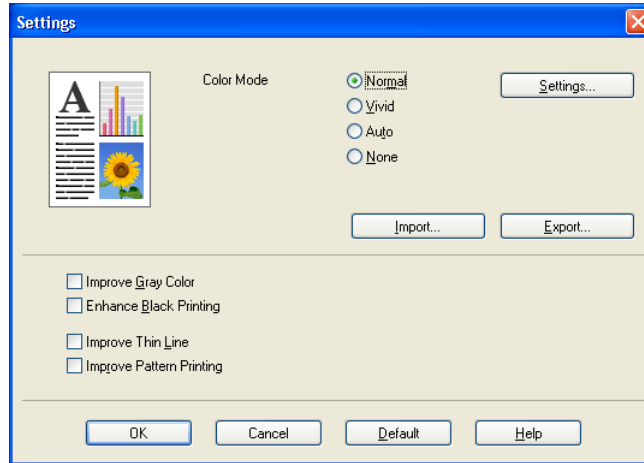 Settings
A
Color Mode
Normal
Settings...
Vivid
Auto
None
Import...
Export...
Improve Gray Color
Enhance Black Printing
Improve Thin Line
Improve Pattern Printing
OK
Cancel
Default
Help